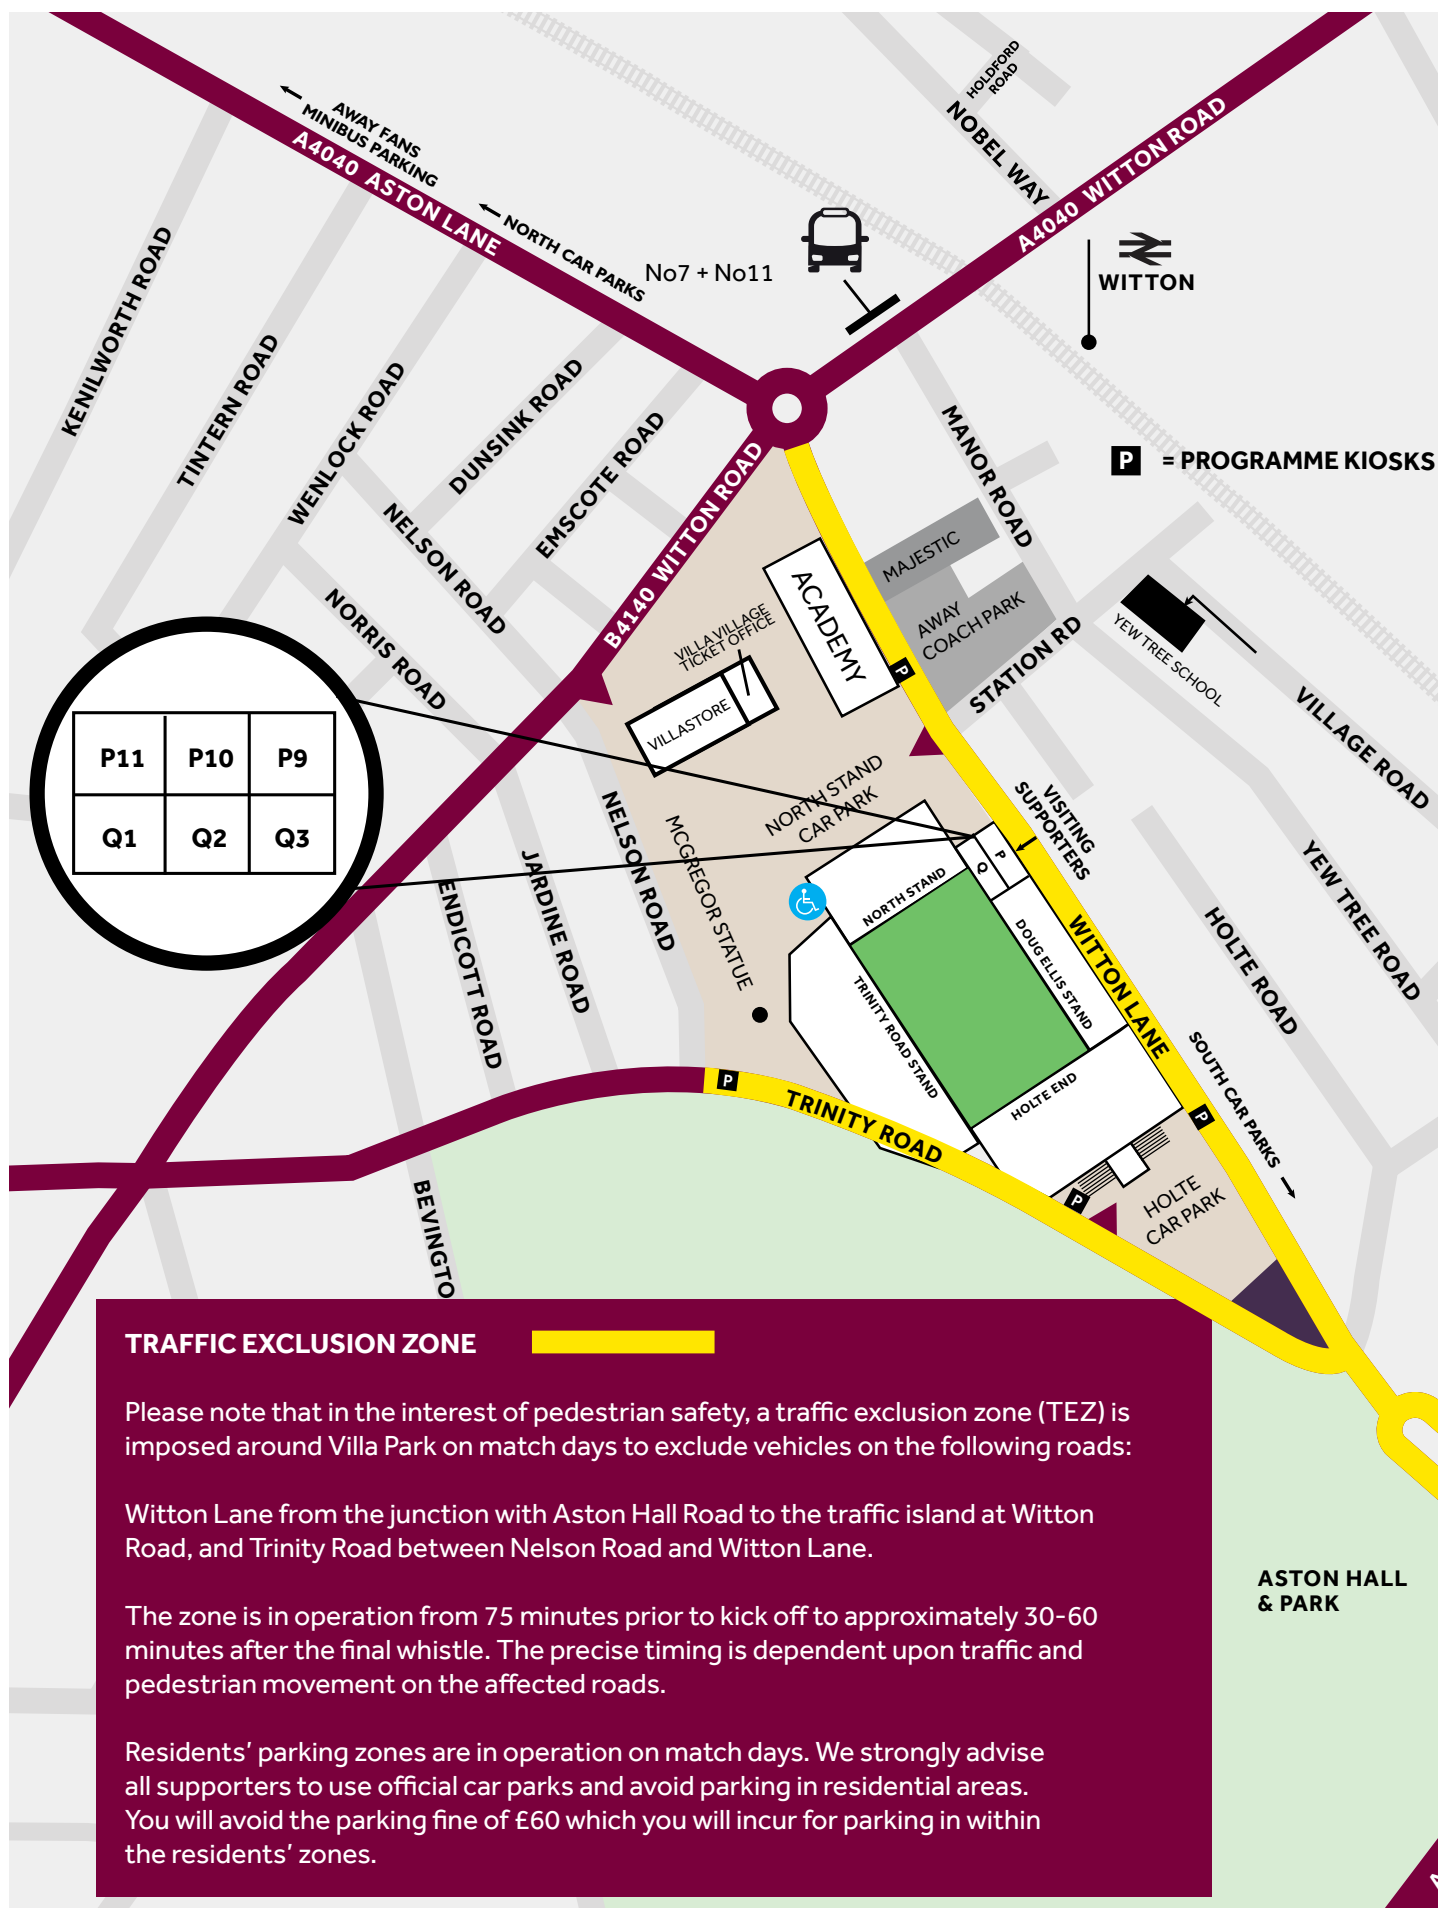 HOLDFORD
ROAD
NOBEL WAY
A4040 WITTON ROAD
AWAY FANS
MINIBUS PARKING
A4040 ASTON LANE
NORTH CAR PARKS
No7 + No11
WITTON
KENILWORTH ROAD
TINTERN ROAD
WENLOCK ROAD
DUNSINK ROAD
EMSCOTE ROAD
NELSON ROAD
NORRIS ROAD
B4140 WITTON ROAD
MANOR ROAD
P = PROGRAMME KIOSKS
MAJESTIC
AWAY
COACH PARK
STATION RD
YEW TREE SCHOOL
VILLAGE ROAD
YEW TREE ROAD
HOLTE ROAD
ACADEMY
P
VILLA VILLAGE
TICKET OFFICE
VILLASTORE
NORTH STAND
CAR PARK
VISITING
SUPPORTERS
P11 P10 P9
Q1 Q2 Q3
MCGREGOR STATUE
NELSON ROAD
JARDINE ROAD
ENDICOTT ROAD
BEVINGTO
P
Q
NORTH STAND
DOUG ELLIS STAND
TRINITY ROAD STAND
HOLTE END
WITTON LANE
SOUTH CAR PARKS
P
P
TRINITY ROAD
P
HOLTE
CAR PARK
TRAFFIC EXCLUSION ZONE
Please note that in the interest of pedestrian safety, a traffic exclusion zone (TEZ) is
imposed around Villa Park on match days to exclude vehicles on the following roads:
Witton Lane from the junction with Aston Hall Road to the traffic island at Witton
Road, and Trinity Road between Nelson Road and Witton Lane.
The zone is in operation from 75 minutes prior to kick off to approximately 30-60
minutes after the final whistle. The precise timing is dependent upon traffic and
pedestrian movement on the affected roads.
Residents' parking zones are in operation on match days. We strongly advise
all supporters to use official car parks and avoid parking in residential areas.
You will avoid the parking fine of £60 which you will incur for parking in within
the residents' zones.
ASTON HALL
& PARK